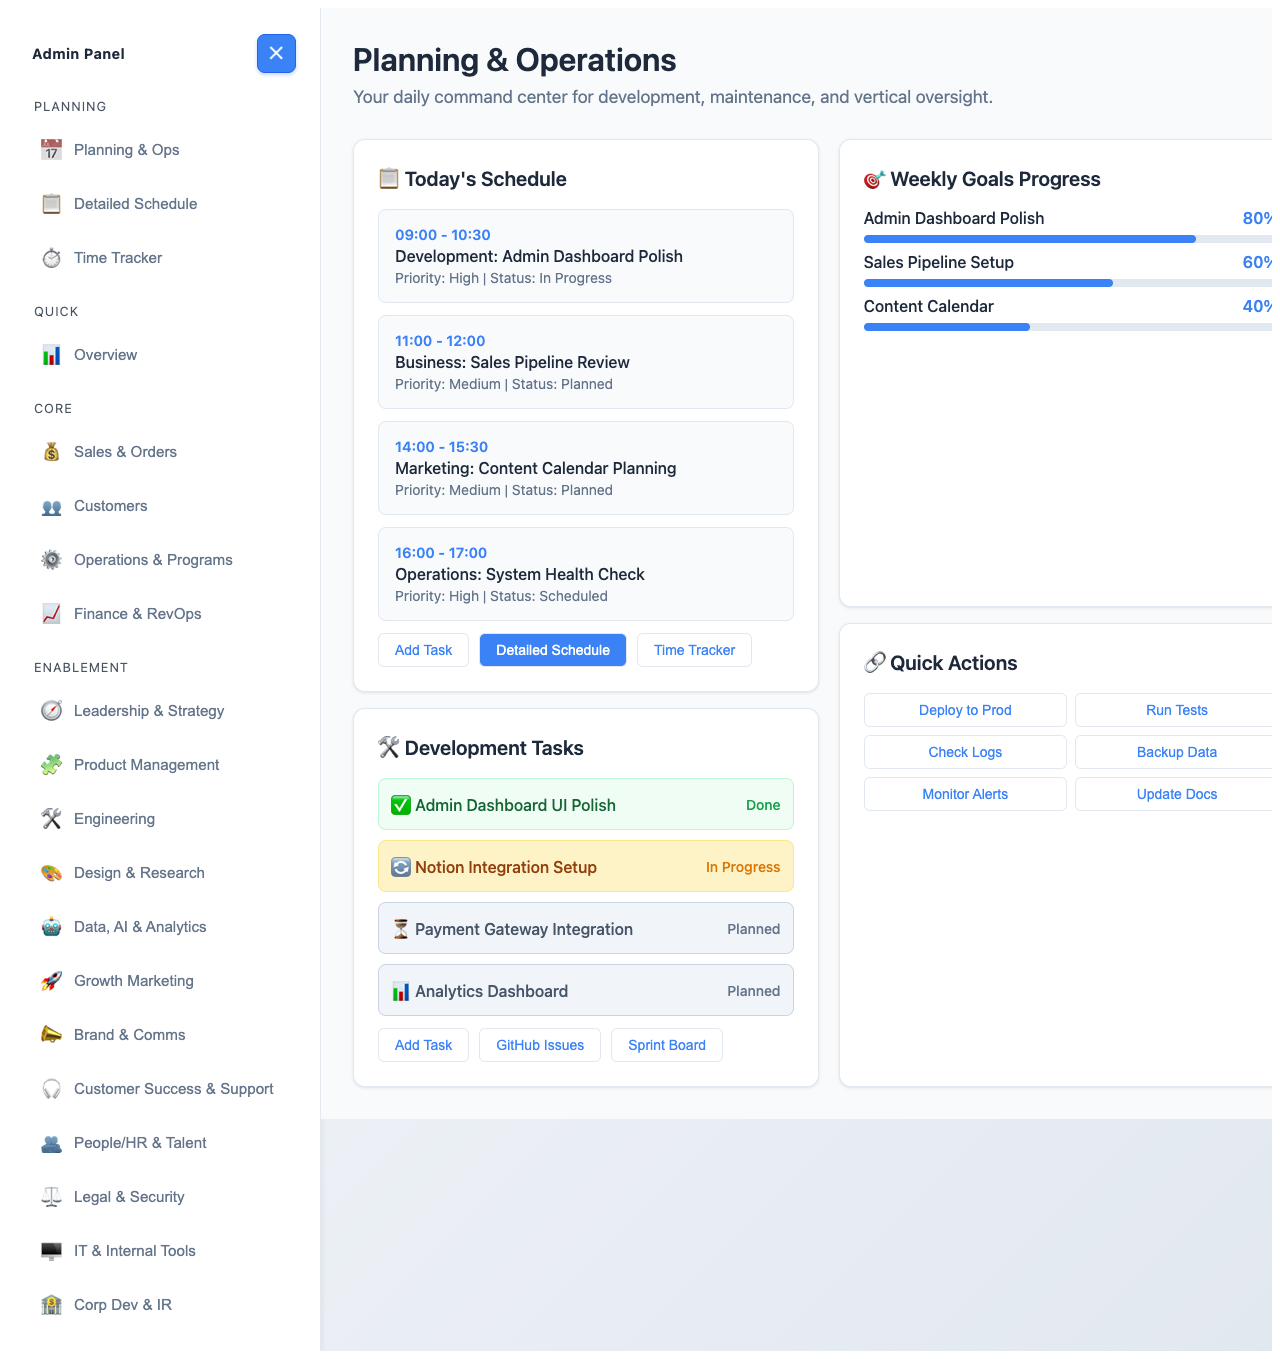 Admin Panel
PLANNING
Planning & Ops
Detailed Schedule
Time Tracker
QUICK
Overview
CORE
Sales & Orders
Customers
Operations & Programs
Finance & RevOps
ENABLEMENT
Leadership & Strategy
Product Management
Engineering
Design & Research
Data, AI & Analytics
Growth Marketing
Brand & Comms
Customer Success & Support
People/HR & Talent
Legal & Security
IT & Internal Tools
Corp Dev & IR
Planning & Operations
Your daily command center for development, maintenance, and vertical oversight.
Today's Schedule
09:00 - 10:30
Development: Admin Dashboard Polish
Priority: High | Status: In Progress
11:00 - 12:00
Business: Sales Pipeline Review
Priority: Medium | Status: Planned
14:00 - 15:30
Marketing: Content Calendar Planning
Priority: Medium | Status: Planned
16:00 - 17:00
Operations: System Health Check
Priority: High | Status: Scheduled
Add Task Detailed Schedule Time Tracker
Weekly Goals Progress
Admin Dashboard Polish 80%
Sales Pipeline Setup 60%
Content Calendar 40%
Development Tasks
Admin Dashboard UI Polish Done
Notion Integration Setup In Progress
Payment Gateway Integration Planned
Analytics Dashboard Planned
Add Task GitHub Issues Sprint Board
Quick Actions
Deploy to Prod Run Tests
Check Logs Backup Data
Monitor Alerts Update Docs